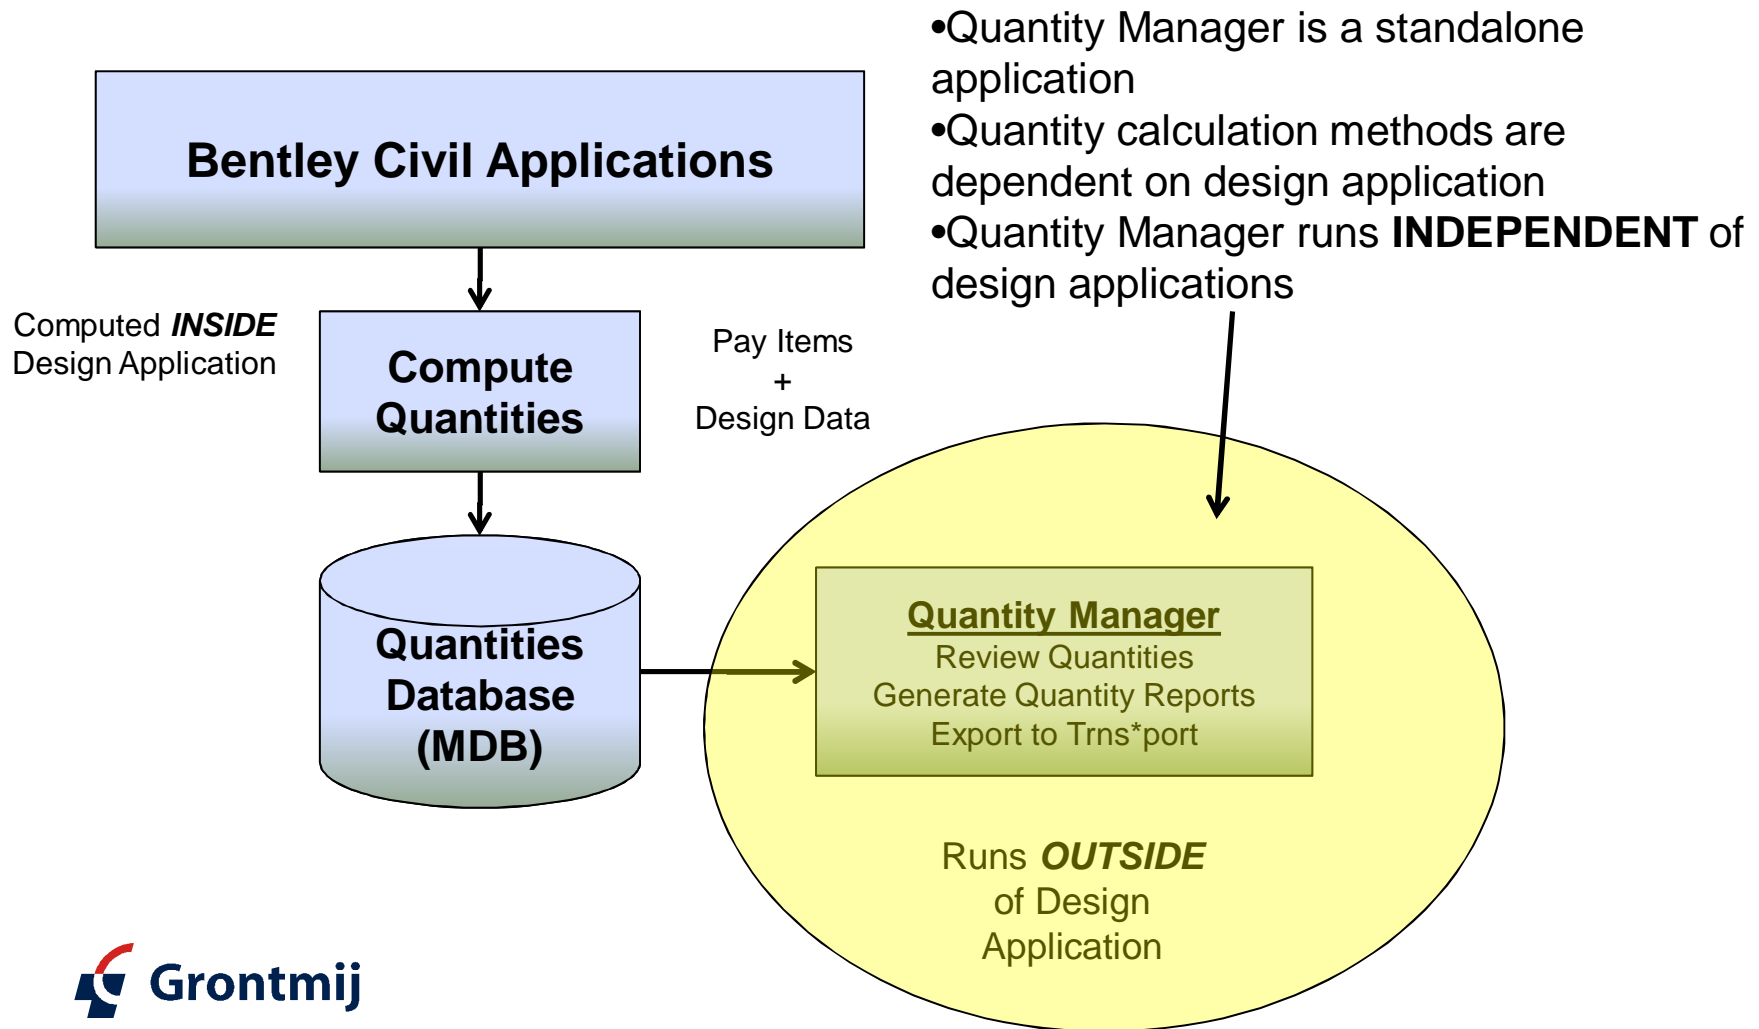 •Quantity Manager is a standalone
application
•Quantity calculation methods are
dependent on design application
•Quantity Manager runs INDEPENDENT of
design applications
Bentley Civil Applications
Computed INSIDE
Design Application
Compute
Quantities
Pay Items
+
Design Data
Quantities
Database
(MDB)
Quantity Manager
Review Quantities
Generate Quantity Reports
Export to Trns*port
Runs OUTSIDE
of Design
Application
Grontmij